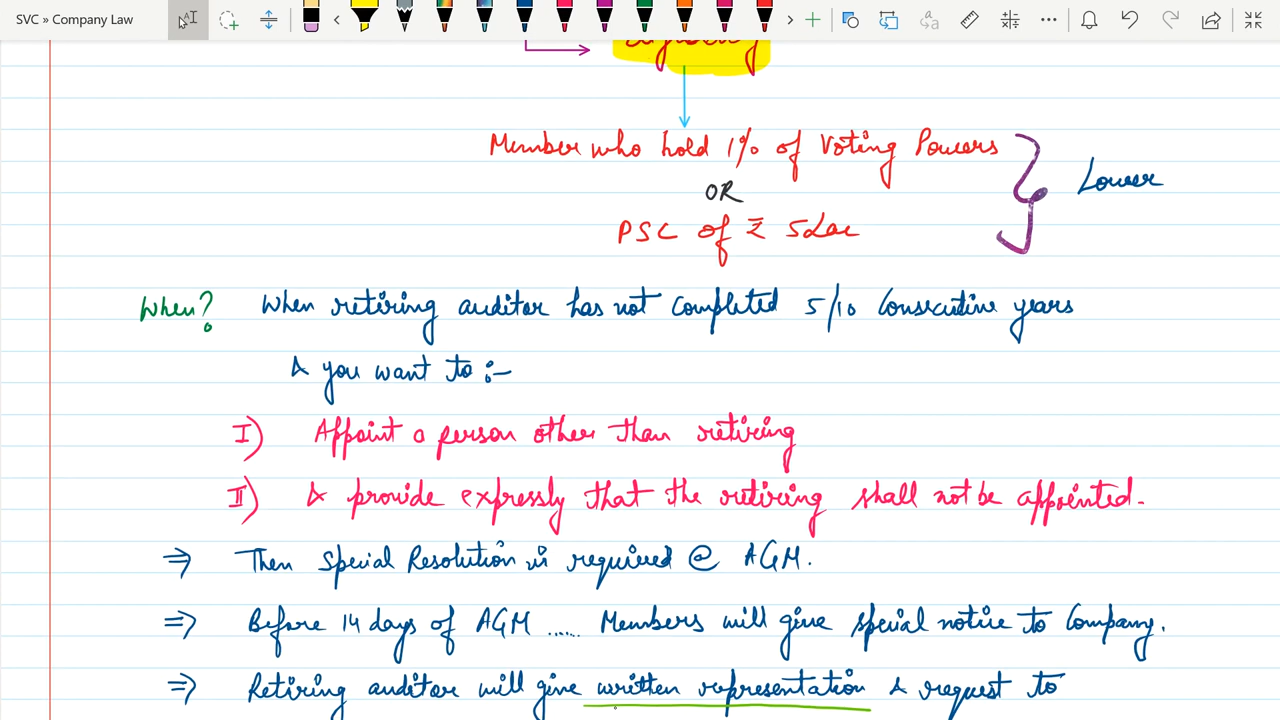 SVC » Company Law
Eligibility
Member who hold 1% of Voting Powers
OR
PSC of ₹ 5 Lac
Lower
When? When retiring auditor has not completed 5/10 Consecutive years
& you want to :-
I) Appoint a person other than retiring
II) & provide expressly that the retiring shall not be appointed.
⇒ Then Special Resolution is required @ AGM.
⇒ Before 14 days of AGM ...... Members will give special notice to Company.
⇒ Retiring auditor will give written representation & request to